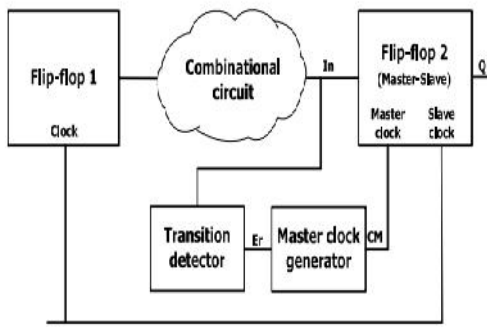 Flip-flop 1
Clock
Combinational
circuit
In
Flip-flop 2
(Master-Slave)
Master
clock
Slave
clock
Q
Transition
detector
Er
Master clock
generator
CM